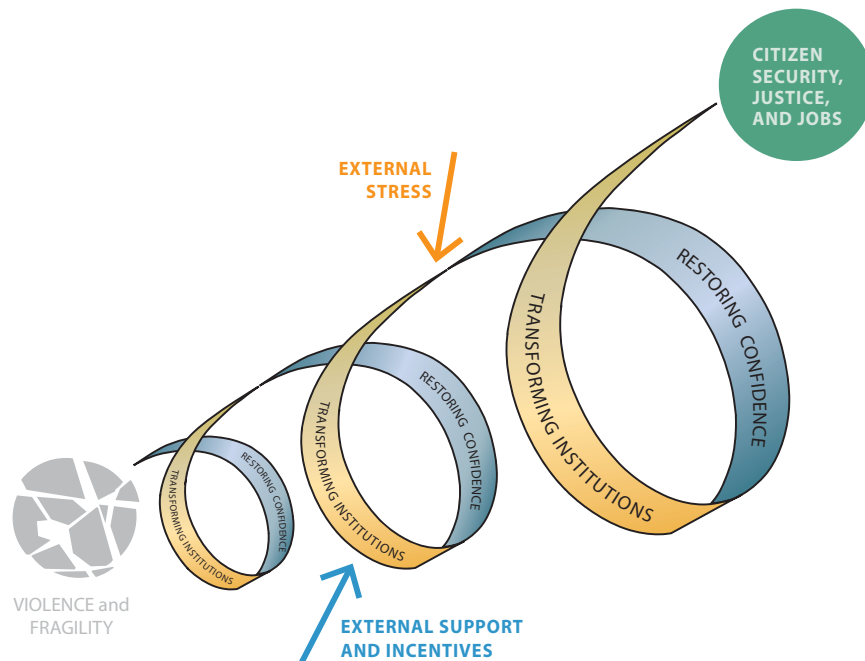 CITIZEN
SECURITY,
JUSTICE,
AND JOBS
EXTERNAL
STRESS
RESTORING CONFIDENCE
TRANSFORMING INSTITUTIONS
RESTORING CONFIDENCE
TRANSFORMING INSTITUTIONS
RESTORING CONFIDENCE
TRANSFORMING INSTITUTIONS
VIOLENCE and
FRAGILITY
EXTERNAL SUPPORT
AND INCENTIVES